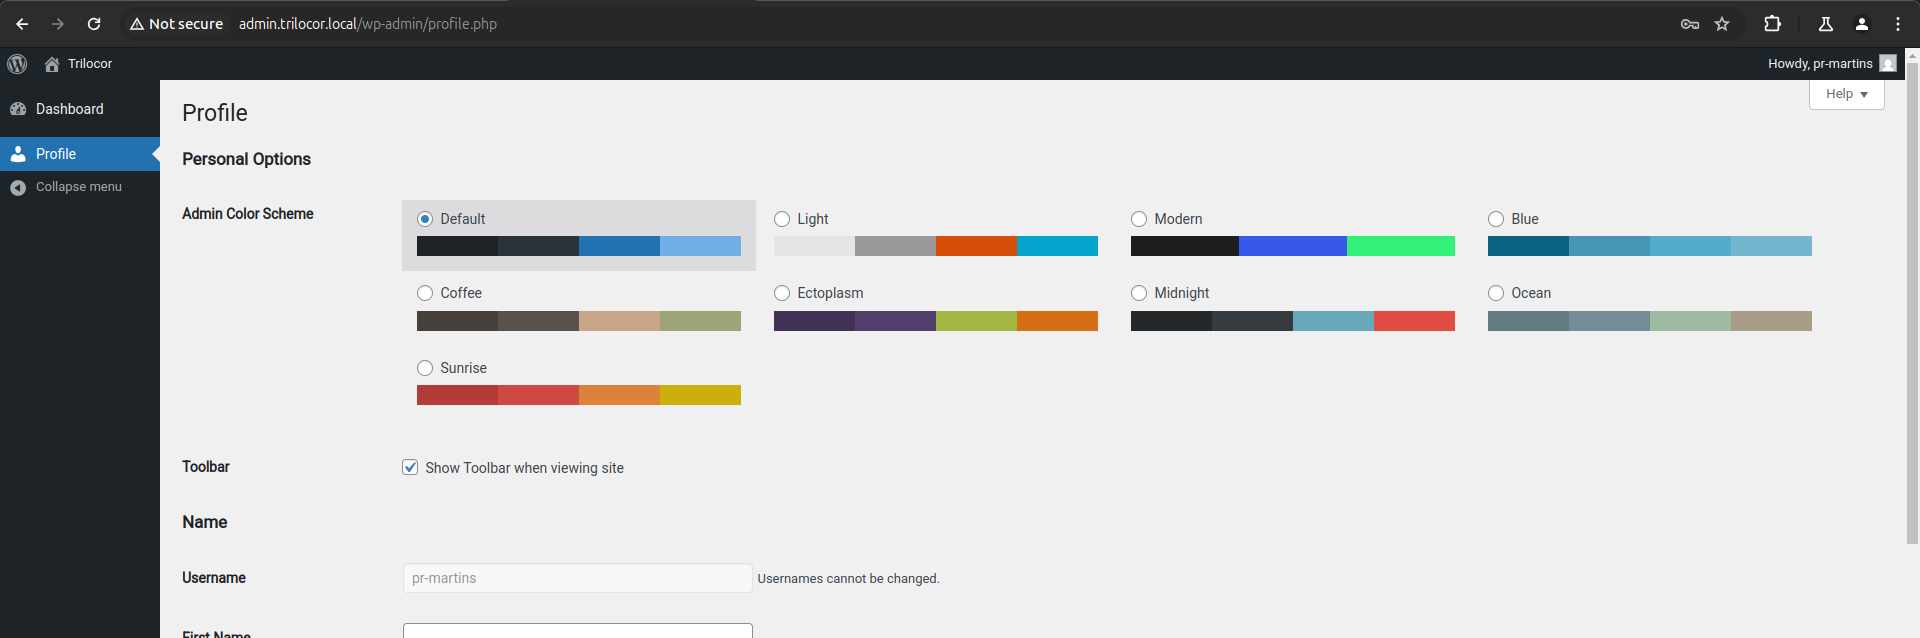 Not secure admin.trilocor.local/wp-admin/profile.php
Trilocor
Howdy, pr-martins
Dashboard
Profile
Collapse menu
Help
Profile
Personal Options
Admin Color Scheme
Default
Light
Modern
Blue
Coffee
Ectoplasm
Midnight
Ocean
Sunrise
Toolbar
Show Toolbar when viewing site
Name
Username
pr-martins
Usernames cannot be changed.
First Name